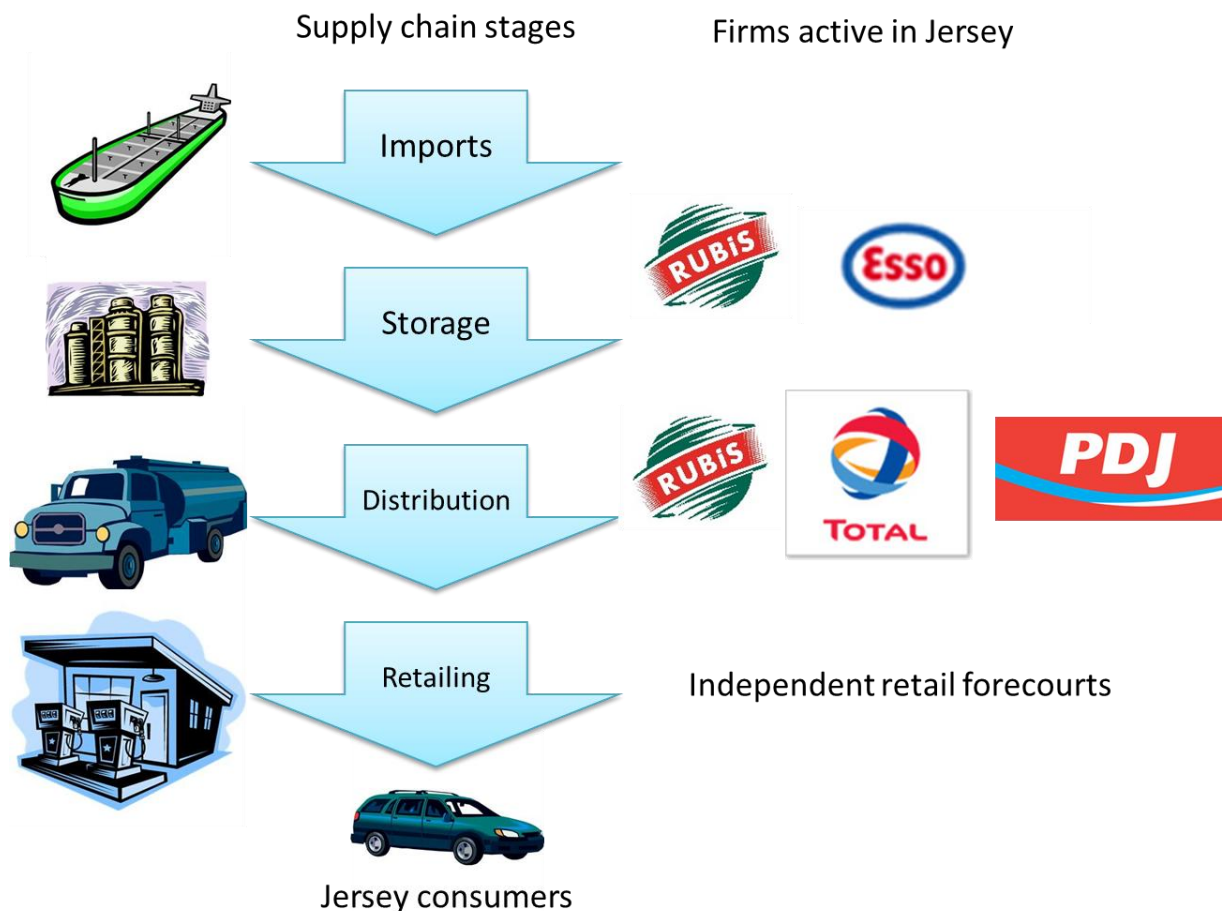 Supply chain stages
Firms active in Jersey
Imports
RUBiS
Esso
Storage
RUBiS
TOTAL
PDJ
Distribution
Retailing
Independent retail forecourts
Jersey consumers